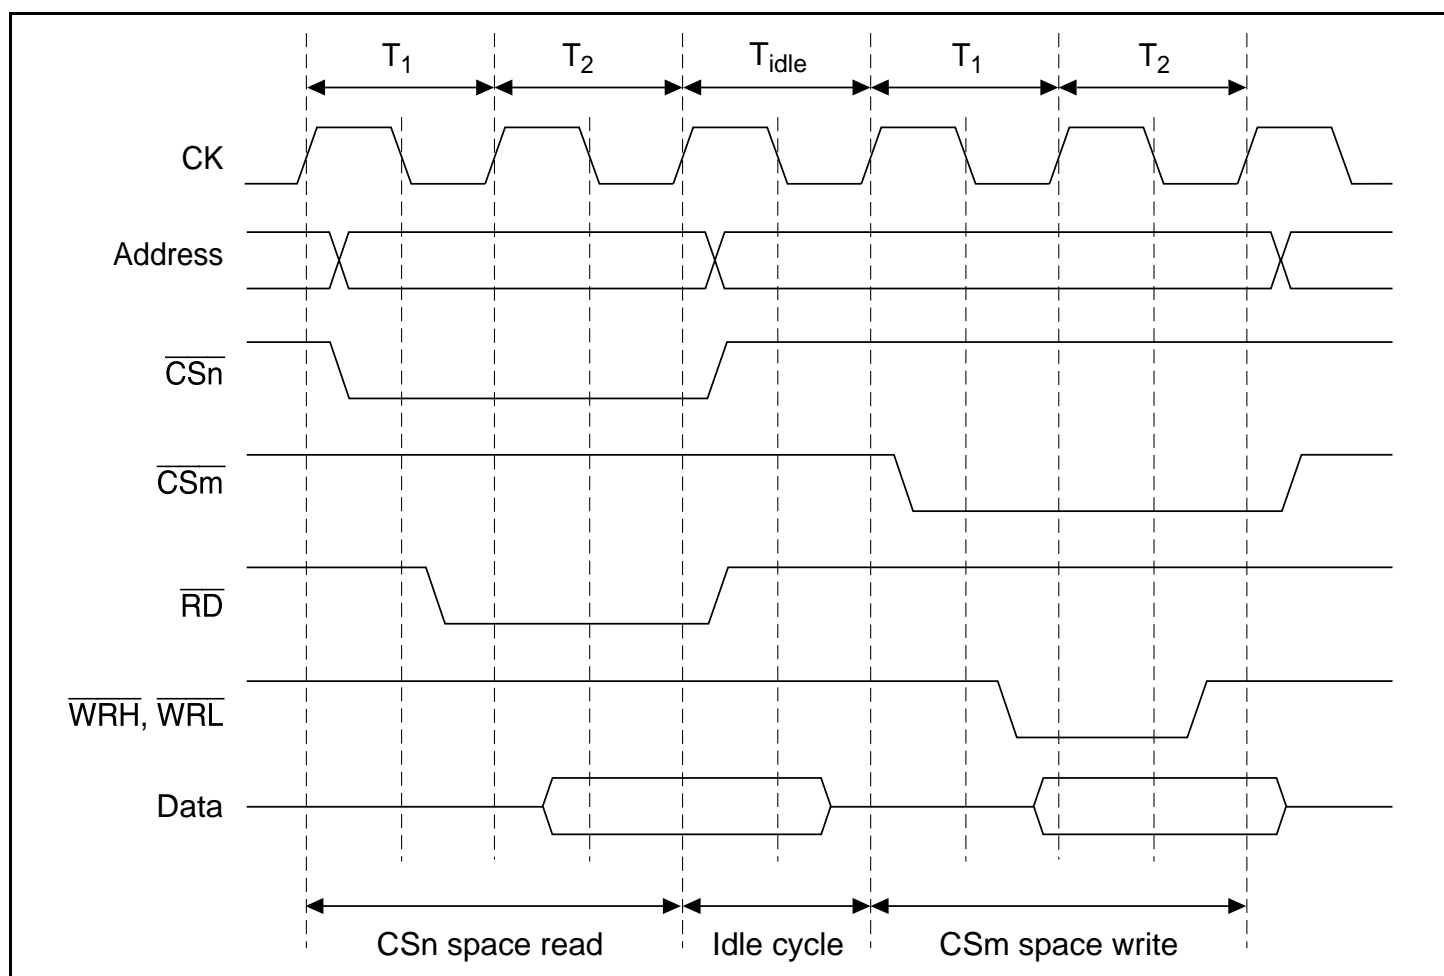 T1 T2 Tidle T1 T2
CK
Address
CSn
CSm
RD
WRH, WRL
Data
CSn space read Idle cycle CSm space write